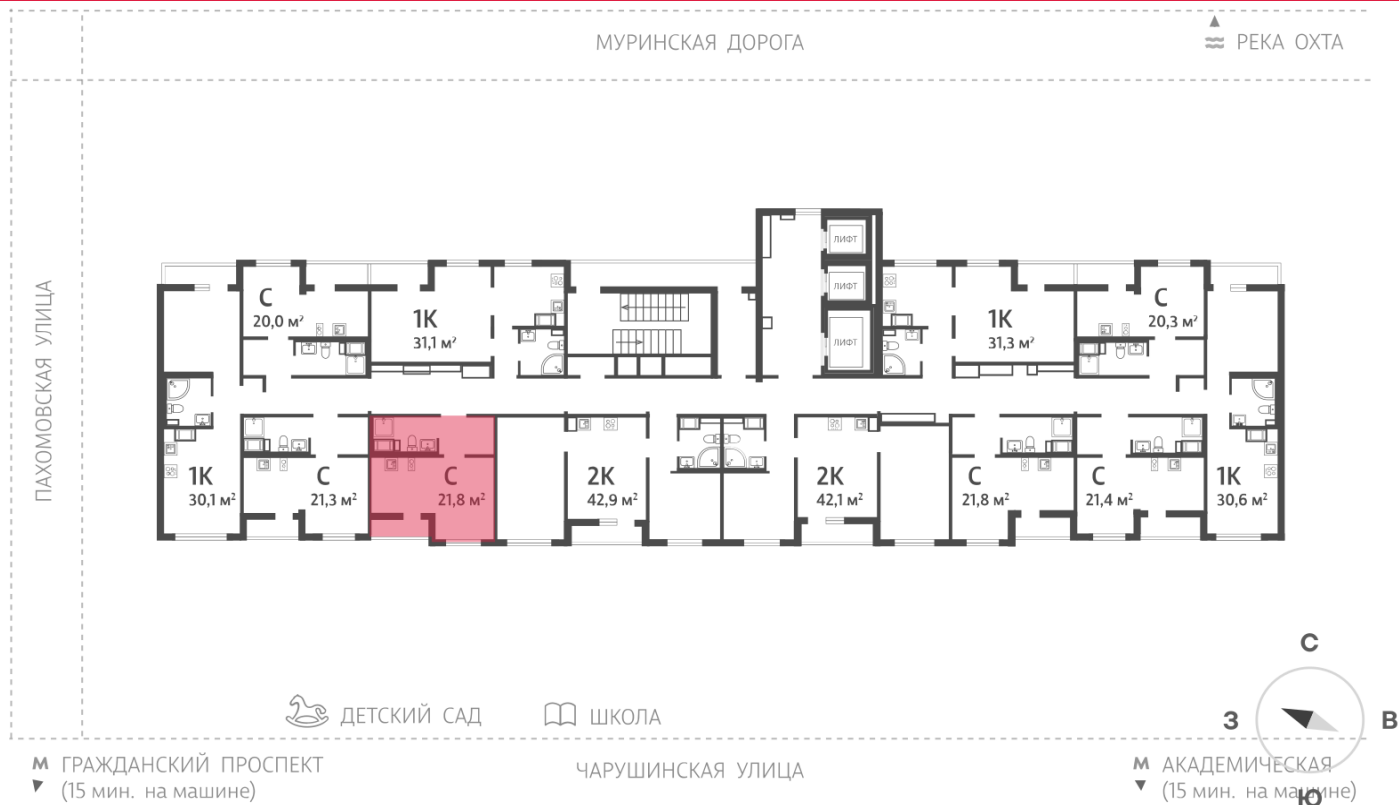 МУРИНСКАЯ ДОРОГА
РЕКА ОХТА
ПАХОМОВСКАЯ УЛИЦА
ЛИФТ
ЛИФТ
ЛИФТ
С
20,0 м²
1К
31,1 м²
1К
31,3 м²
С
20,3 м²
1К
30,1 м²
С
21,3 м²
С
21,8 м²
2К
42,9 м²
2К
42,1 м²
С
21,8 м²
С
21,4 м²
1К
30,6 м²
С
З
В
Ю
ДЕТСКИЙ САД
ШКОЛА
М ГРАЖДАНСКИЙ ПРОСПЕКТ
(15 мин. на машине)
ЧАРУШИНСКАЯ УЛИЦА
М АКАДЕМИЧЕСКАЯ
(15 мин. на машине)